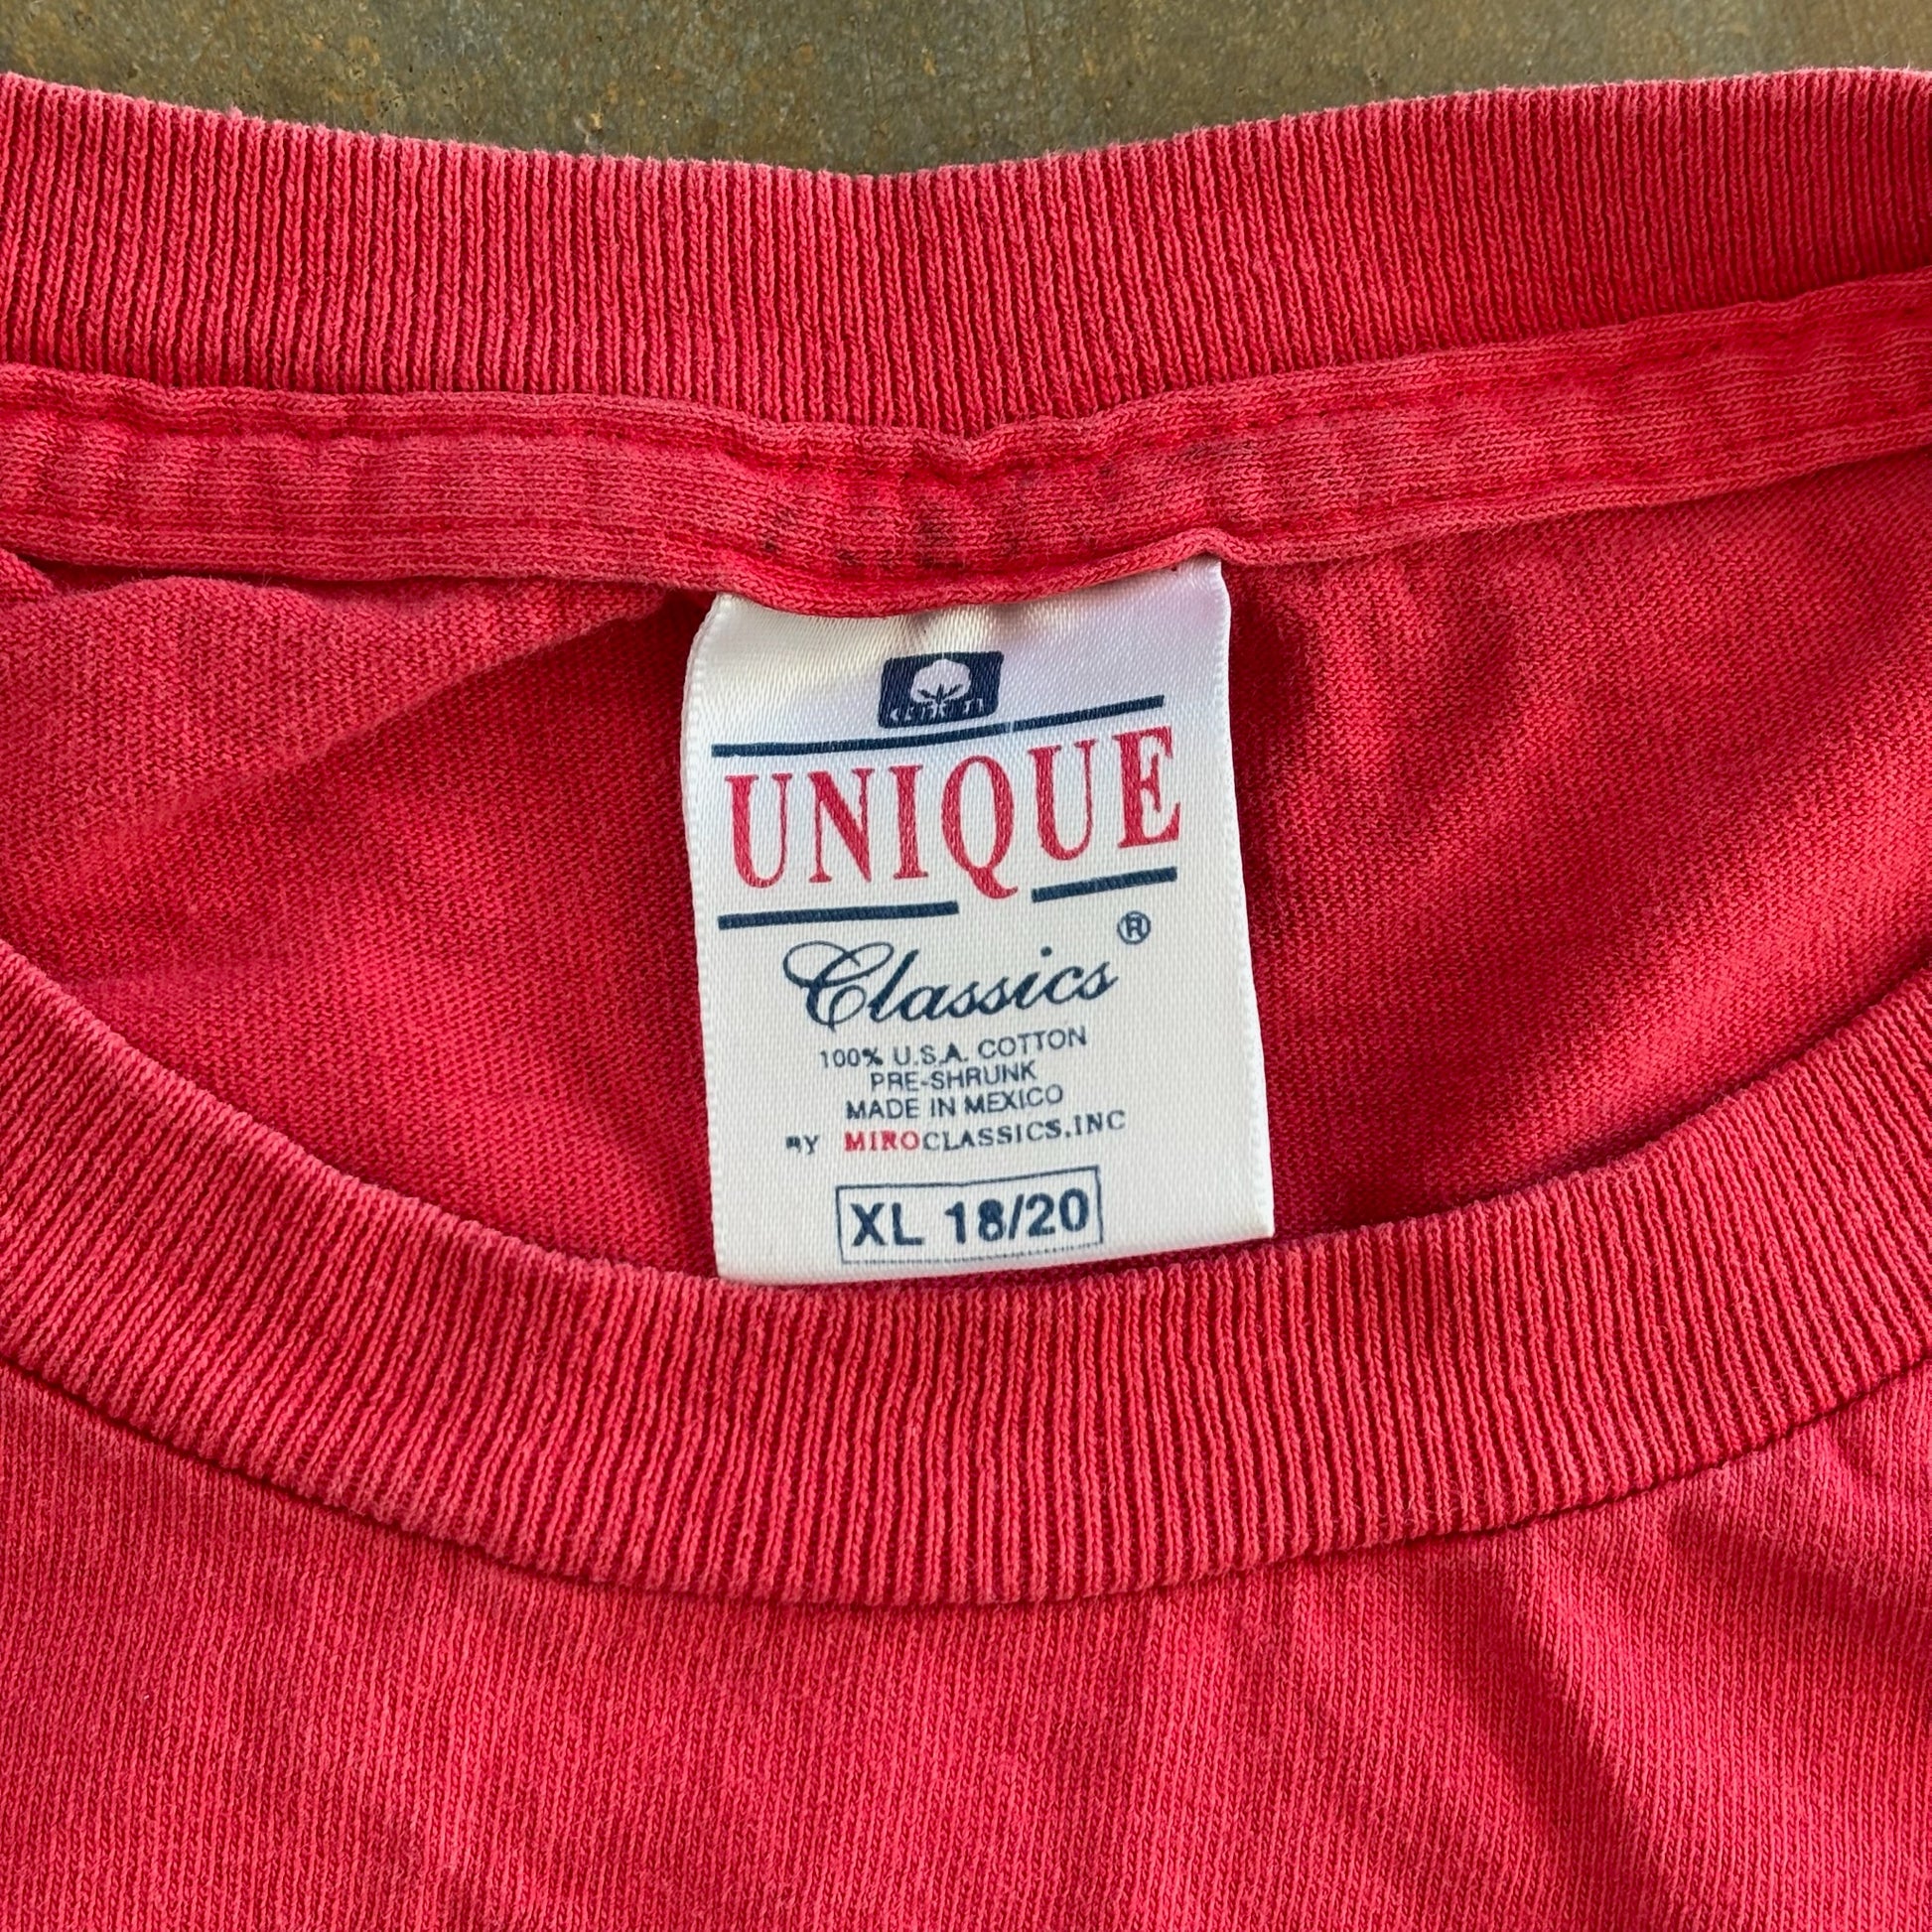 UNIQUE
Classics®
100% U.S.A. COTTON
PRE-SHRUNK
MADE IN MEXICO
BY MIROCLASSICS.INC
XL 18/20